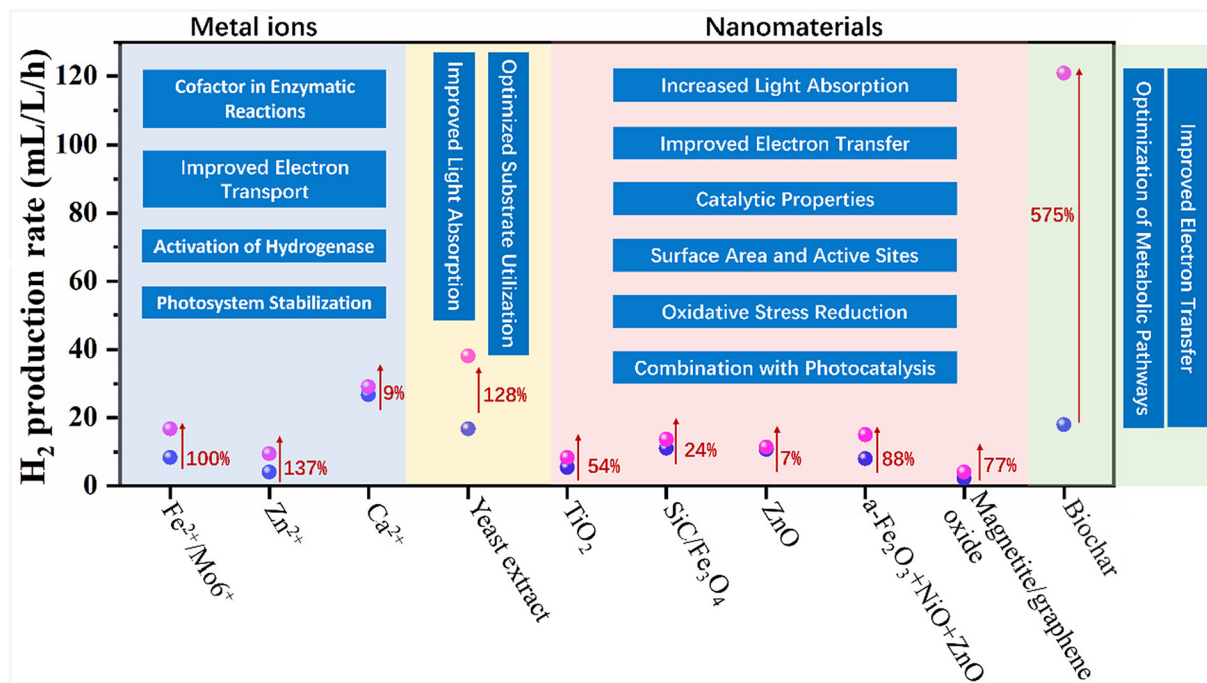 Metal ions
Nanomaterials
H₂ production rate (mL/L/h)
120
100
80
60
40
20
0
Cofactor in Enzymatic
Reactions
Improved Electron
Transport
Activation of Hydrogenase
Photosystem Stabilization
Improved Light Absorption
Optimized Substrate Utilization
Increased Light Absorption
Improved Electron Transfer
Catalytic Properties
Surface Area and Active Sites
Oxidative Stress Reduction
Combination with Photocatalysis
Optimization of Metabolic Pathways
Improved Electron Transfer
100%
137%
9%
128%
54%
24%
7%
88%
77%
575%
Fe²⁺/Mo6⁺
Zn²⁺
Ca²⁺
Yeast extract
TiO₂
SiC/Fe₃O₄
ZnO
a-Fe₂O₃+NiO+ZnO
Magnetite/graphene
oxide
Biochar